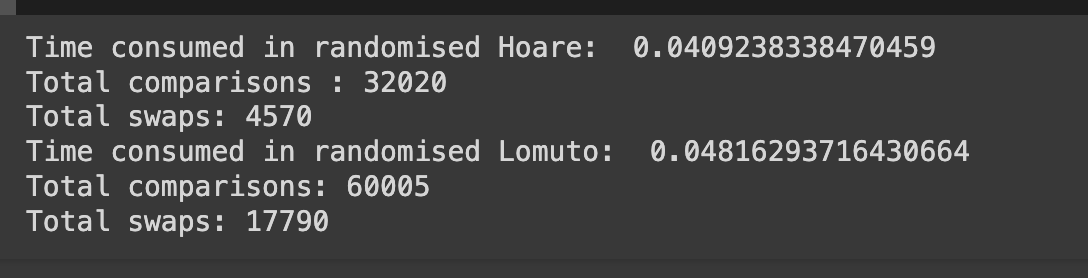 Time consumed in randomised Hoare:  0.0409238338470459
Total comparisons : 32020
Total swaps: 4570
Time consumed in randomised Lomuto:  0.04816293716430664
Total comparisons: 60005
Total swaps: 17790